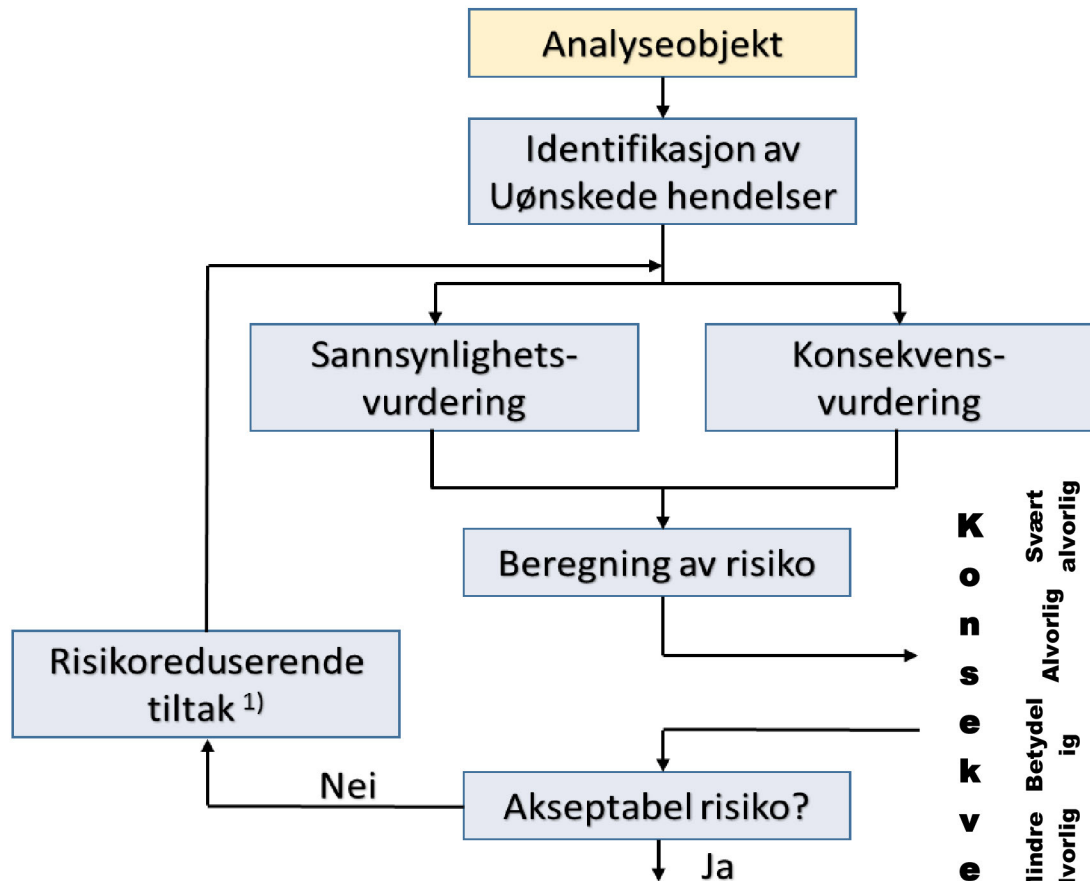 Analyseobjekt
Identifikasjon av
Uønskede hendelser
Sannsynlighets-
vurdering
Konsekvens-
vurdering
Beregning av risiko
Risikoreduserende
tiltak 1)
Nei
Akseptabel risiko?
Ja
K
o
n
s
e
k
v
e
Svært
alvorlig
Alvorlig
Betydel
ig